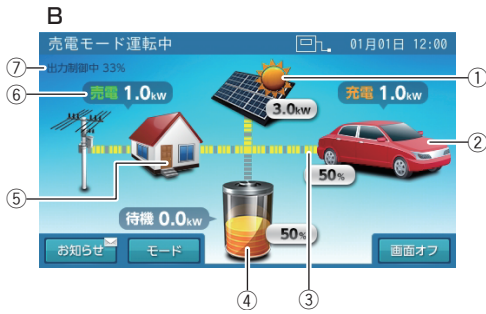 B
売電モード運転中
01月01日 12:00
⑦
出力制御中 33%
①
⑥
売電 1.0kw
3.0kw
充電 1.0kw
②
50%
⑤
待機 0.0kw
50%
お知らせ
モード
画面オフ
④
③